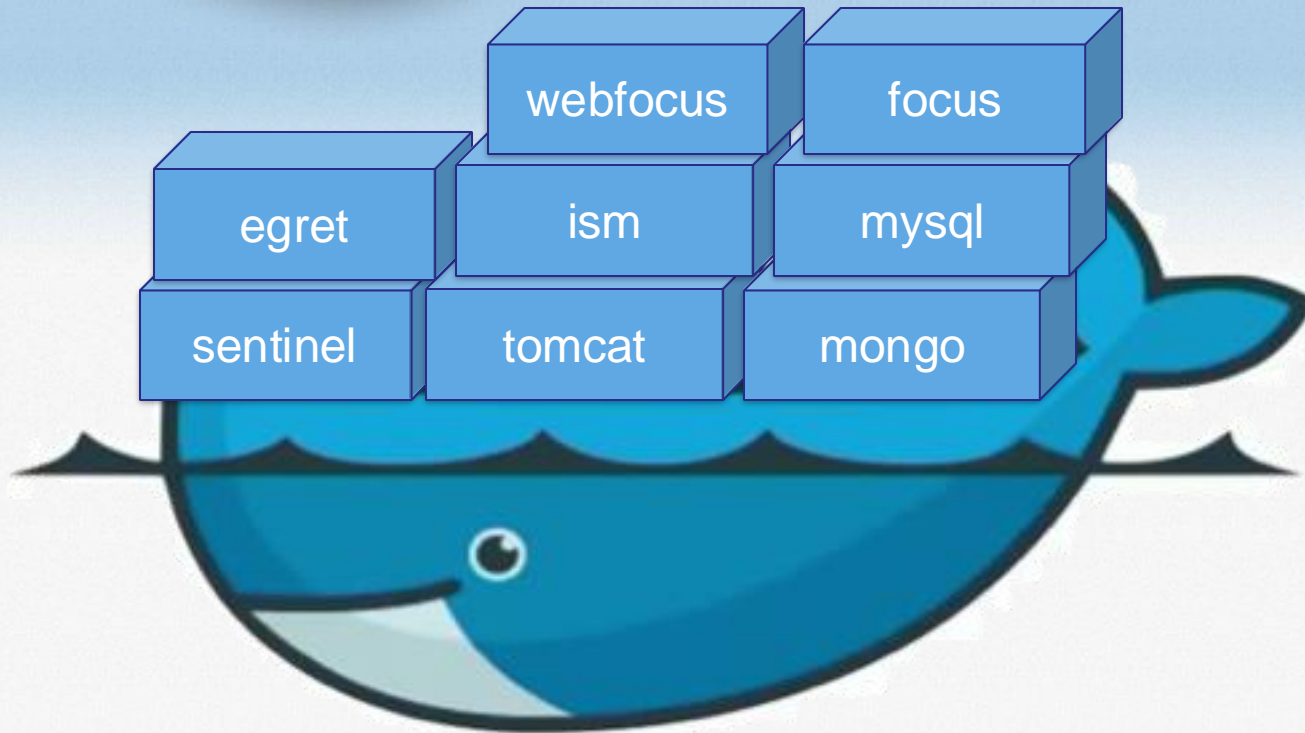 webfocus
focus
egret
ism
mysql
sentinel
tomcat
mongo